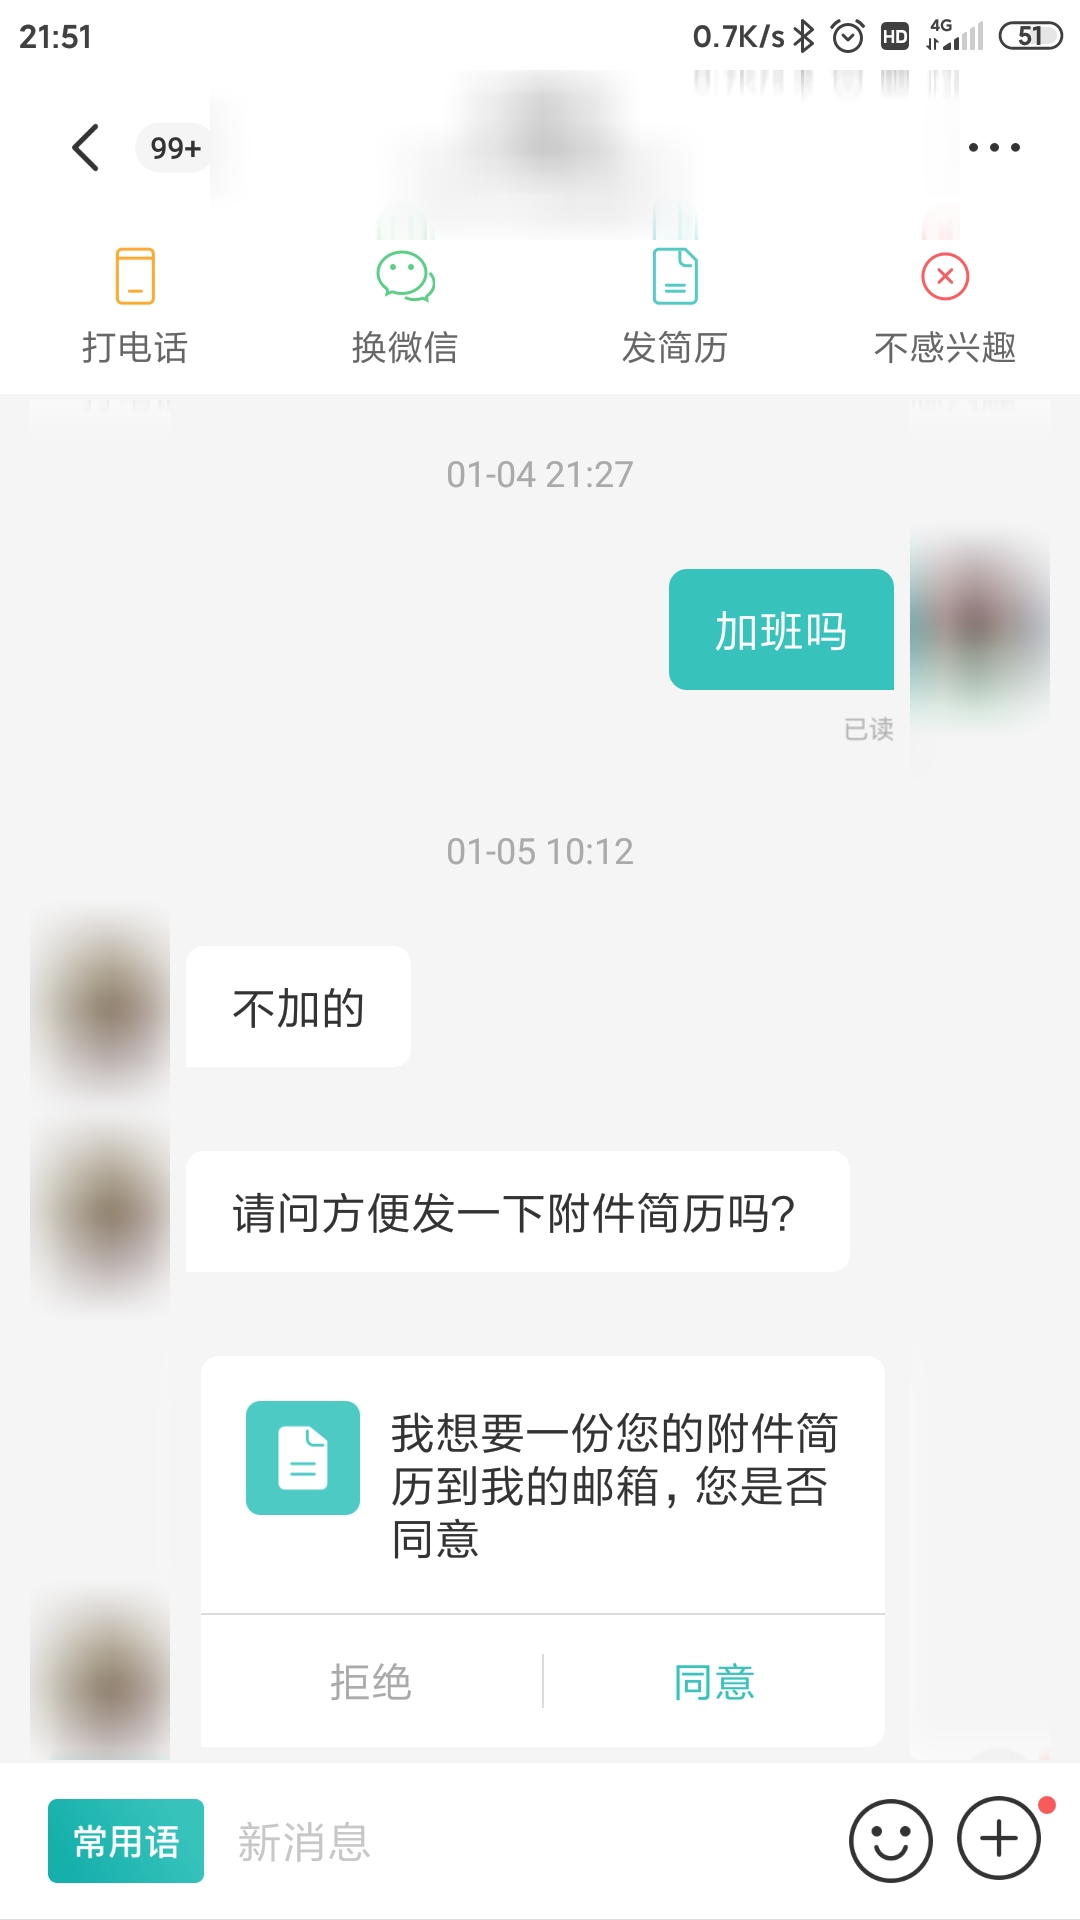 21:51
0.7K/s
HD
4G
51
99+
打电话
换微信
发简历
不感兴趣
01-04 21:27
加班吗
已读
01-05 10:12
不加的
请问方便发一下附件简历吗?
我想要一份您的附件简
历到我的邮箱,您是否
同意
拒绝
同意
常用语
新消息